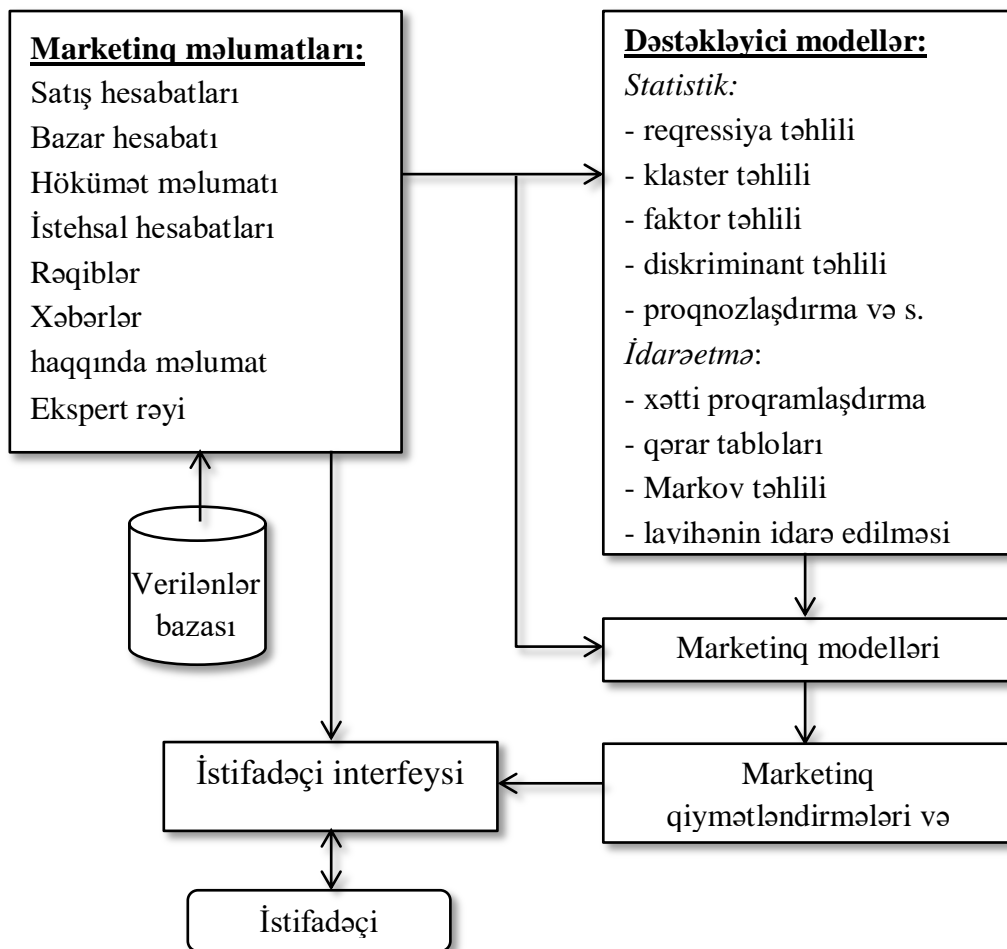 Marketinq məlumatları:
Satış hesabatları
Bazar hesabatı
Hökümət məlumatı
İstehsal hesabatları
Rəqiblər
Xəbərlər
haqqında məlumat
Ekspert rəyi
Dəstəkləyici modellər:
Statistik:
- reqressiya təhlili
- klaster təhlili
- faktor təhlili
- diskriminant təhlili
- proqnozlaşdırma və s.
İdarəetmə:
- xətti proqramlaşdırma
- qərar tabloları
- Markov təhlili
- layihənin idarə edilməsi
Verilənlər
bazası
Marketinq modelləri
İstifadəçi interfeysi
Marketinq
qiymətləndirmələri və
İstifadəçi